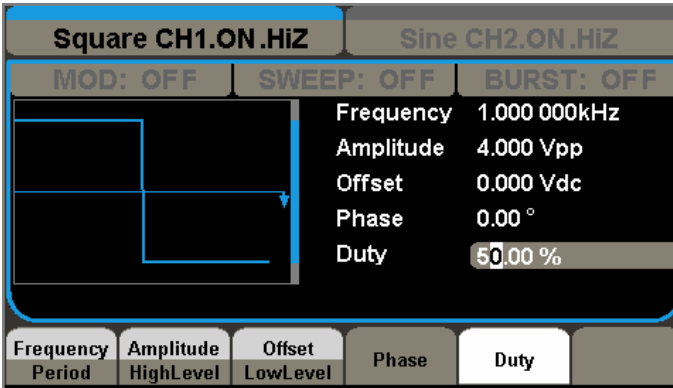 Square CH1.ON.HiZ
Sine CH2.ON.HiZ
MOD: OFF
SWEEP: OFF
BURST: OFF
Frequency 1.000 000kHz
Amplitude 4.000 Vpp
Offset 0.000 Vdc
Phase 0.00 °
Duty 50.00 %
Frequency
Period
Amplitude
HighLevel
Offset
LowLevel
Phase
Duty